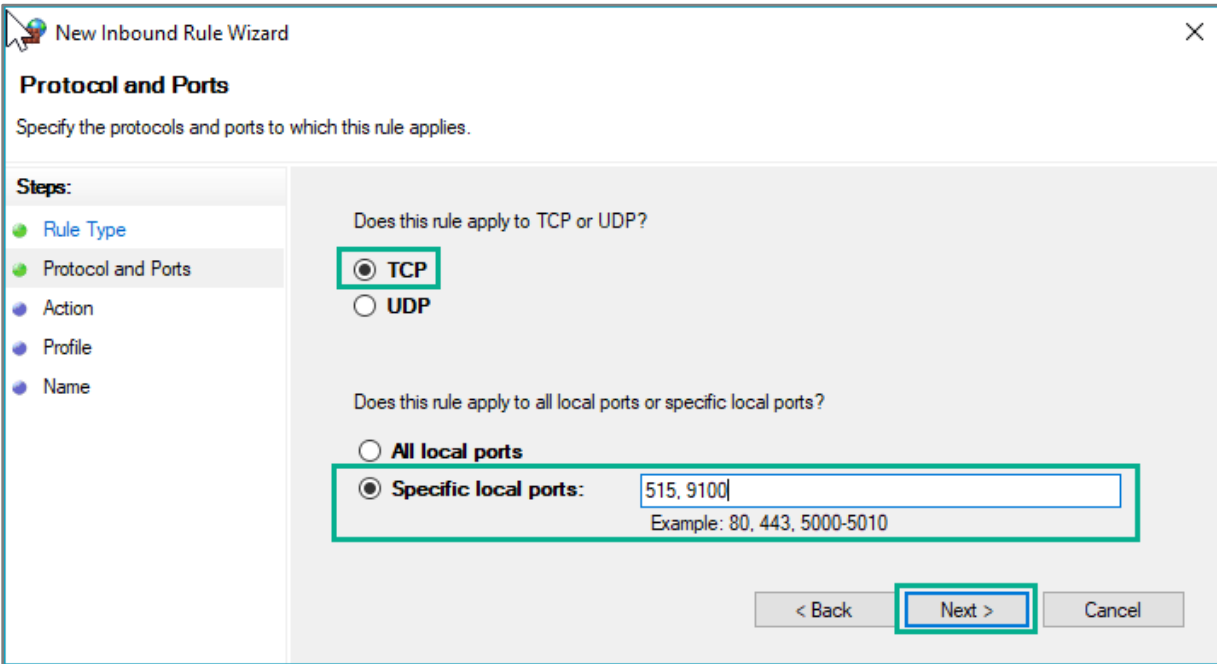 New Inbound Rule Wizard
Protocol and Ports
Specify the protocols and ports to which this rule applies.
Steps:
Rule Type
Protocol and Ports
Action
Profile
Name
Does this rule apply to TCP or UDP?
TCP
UDP
Does this rule apply to all local ports or specific local ports?
All local ports
Specific local ports: 515, 9100
Example: 80, 443, 5000-5010
< Back Next > Cancel